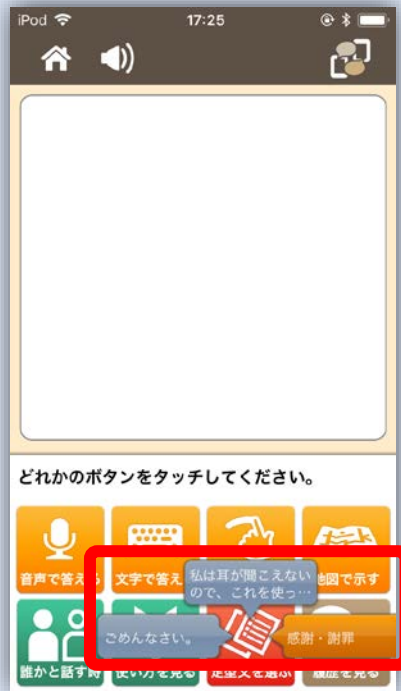 iPod 17:25
どれかのボタンをタッチしてください。
音声で答える 文字で答え 地図で示す
私は耳が聞こえない
ので、これを使っ…
ごめんなさい。 感謝・謝罪
誰かと話す時 使い方を見る 定型文を選ぶ 履歴を見る